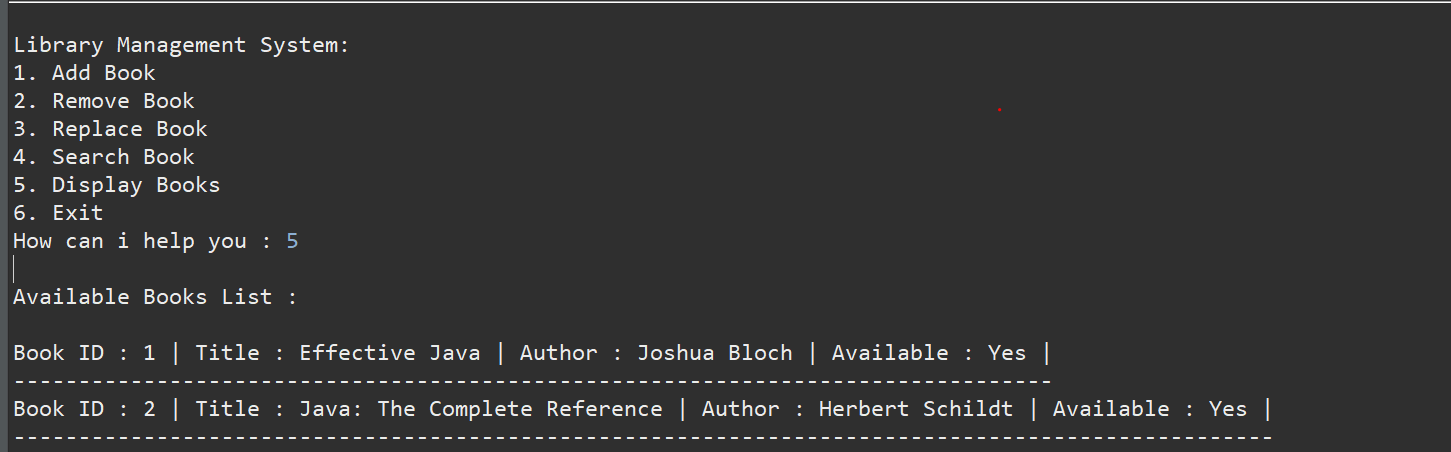 Library Management System:
1. Add Book
2. Remove Book
3. Replace Book
4. Search Book
5. Display Books
6. Exit
How can i help you : 5
Available Books List :
Book ID : 1 | Title : Effective Java | Author : Joshua Bloch | Available : Yes |
--------------------------------------------------------------------------------
Book ID : 2 | Title : Java: The Complete Reference | Author : Herbert Schildt | Available : Yes |
-------------------------------------------------------------------------------------------------